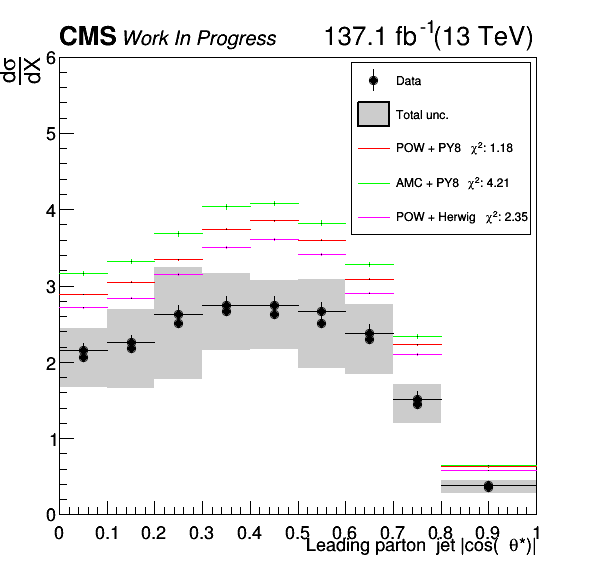 CMS Work In Progress 137.1 fb⁻¹(13 TeV)
dσ
dX
6
5
4
3
2
1
0
Data
Total unc.
POW + PY8 χ²: 1.18
AMC + PY8 χ²: 4.21
POW + Herwig χ²: 2.35
0 0.1 0.2 0.3 0.4 0.5 0.6 0.7 0.8 0.9 1
Leading parton jet |cos( θ*)|